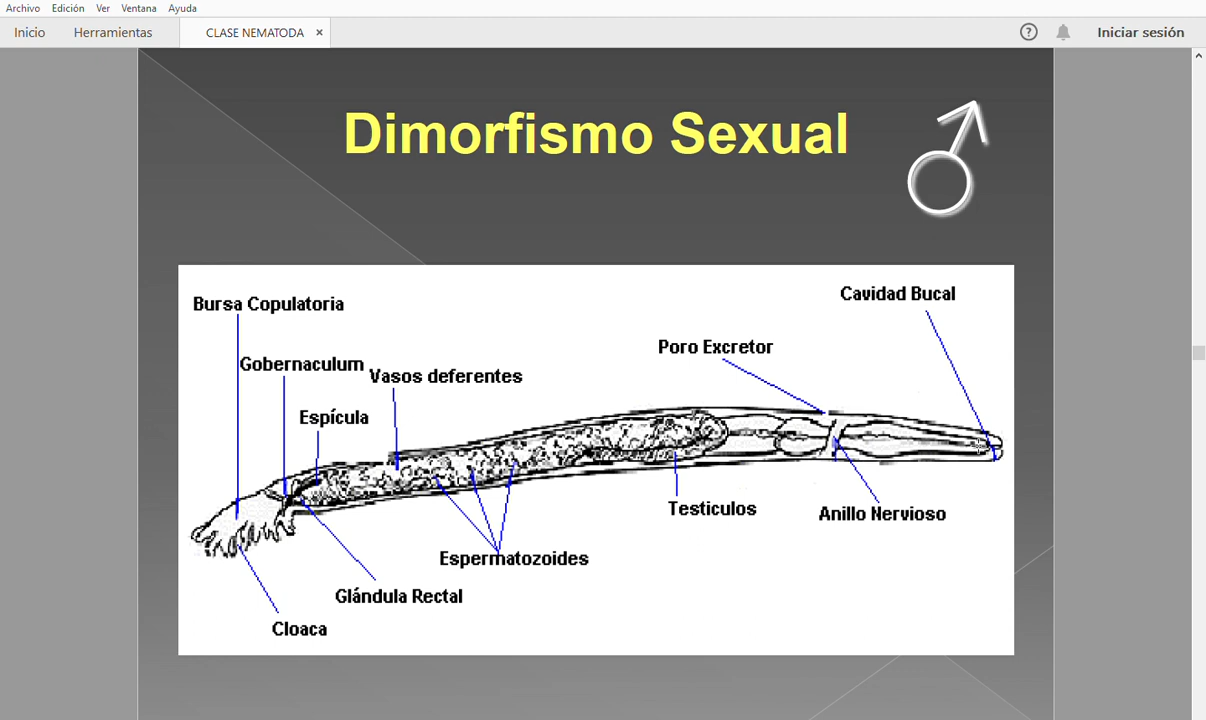 Archivo Edición Ver Ventana Ayuda
Inicio Herramientas CLASE NEMATODA × ? Iniciar sesión
Dimorfismo Sexual
Bursa Copulatoria
Cavidad Bucal
Gobernaculum
Poro Excretor
Vasos deferentes
Espícula
Testiculos
Anillo Nervioso
Espermatozoides
Glándula Rectal
Cloaca